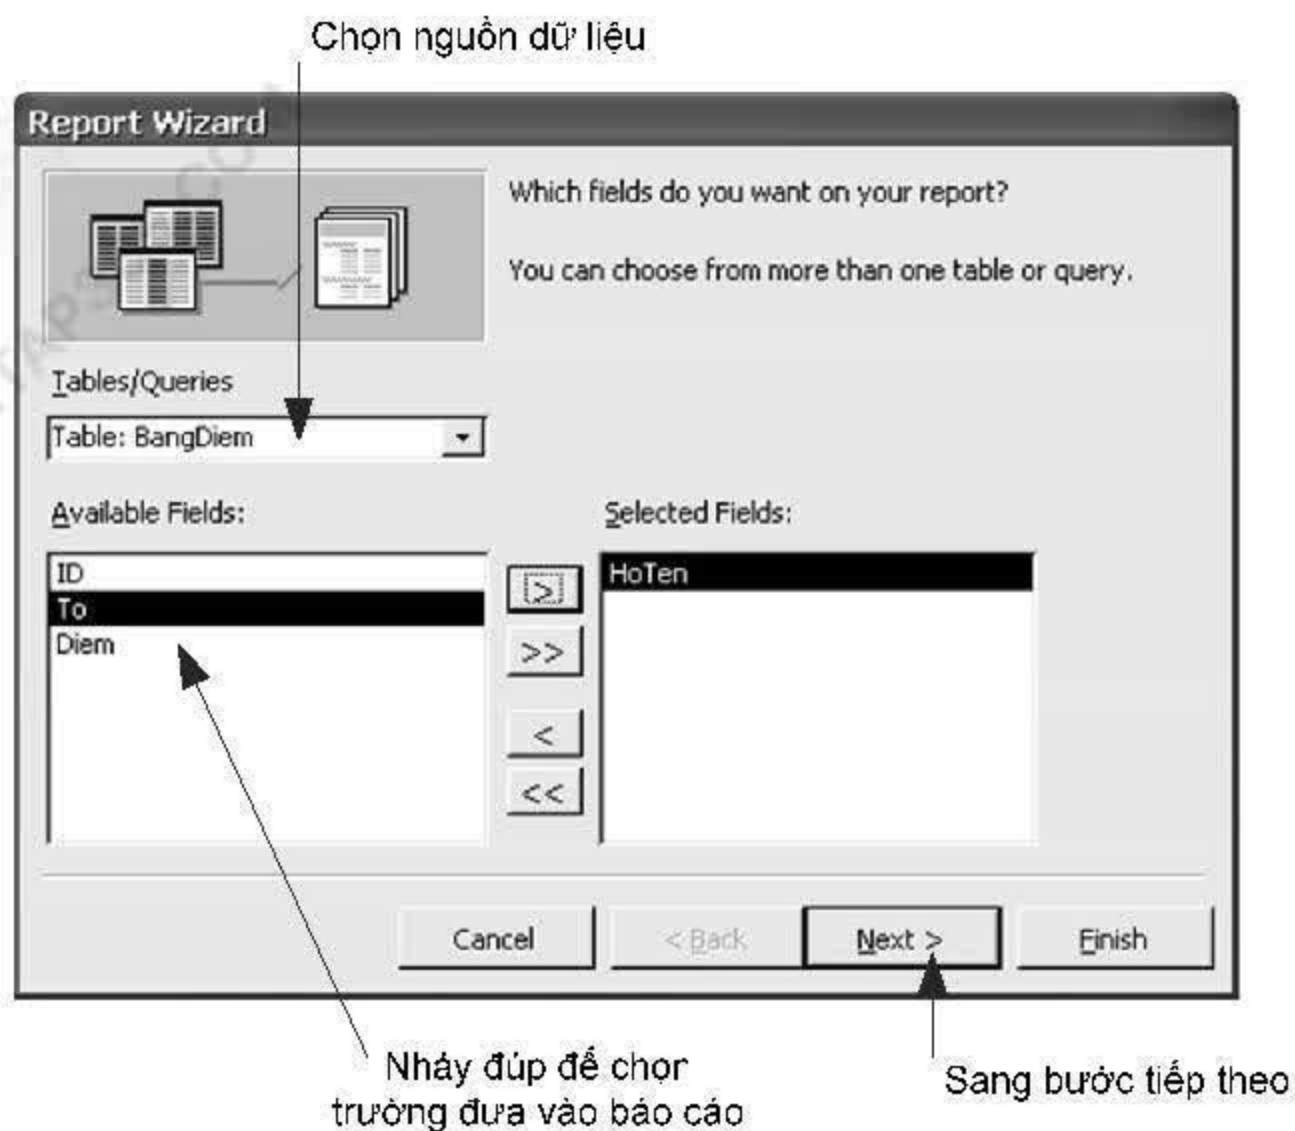 Chọn nguồn dữ liệu
Report Wizard
Which fields do you want on your report?
You can choose from more than one table or query.
Tables/Queries
Table: BangDiem
Available Fields:
Selected Fields:
ID
To
Diem
HoTen
>
>>
<
<<
Cancel
< Back
Next >
Finish
Nháy đúp để chọn
trường đưa vào báo cáo
Sang bước tiếp theo